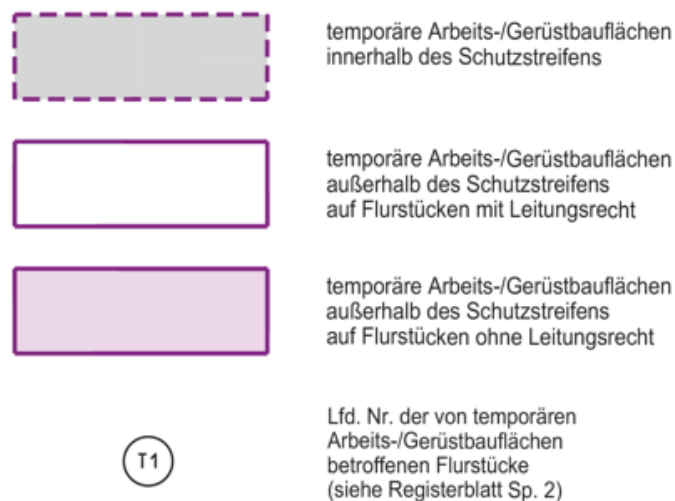 temporäre Arbeits-/Gerüstbauflächen
innerhalb des Schutzstreifens
temporäre Arbeits-/Gerüstbauflächen
außerhalb des Schutzstreifens
auf Flurstücken mit Leitungsrecht
temporäre Arbeits-/Gerüstbauflächen
außerhalb des Schutzstreifens
auf Flurstücken ohne Leitungsrecht
T1
Lfd. Nr. der von temporären
Arbeits-/Gerüstbauflächen
betroffenen Flurstücke
(siehe Registerblatt Sp. 2)